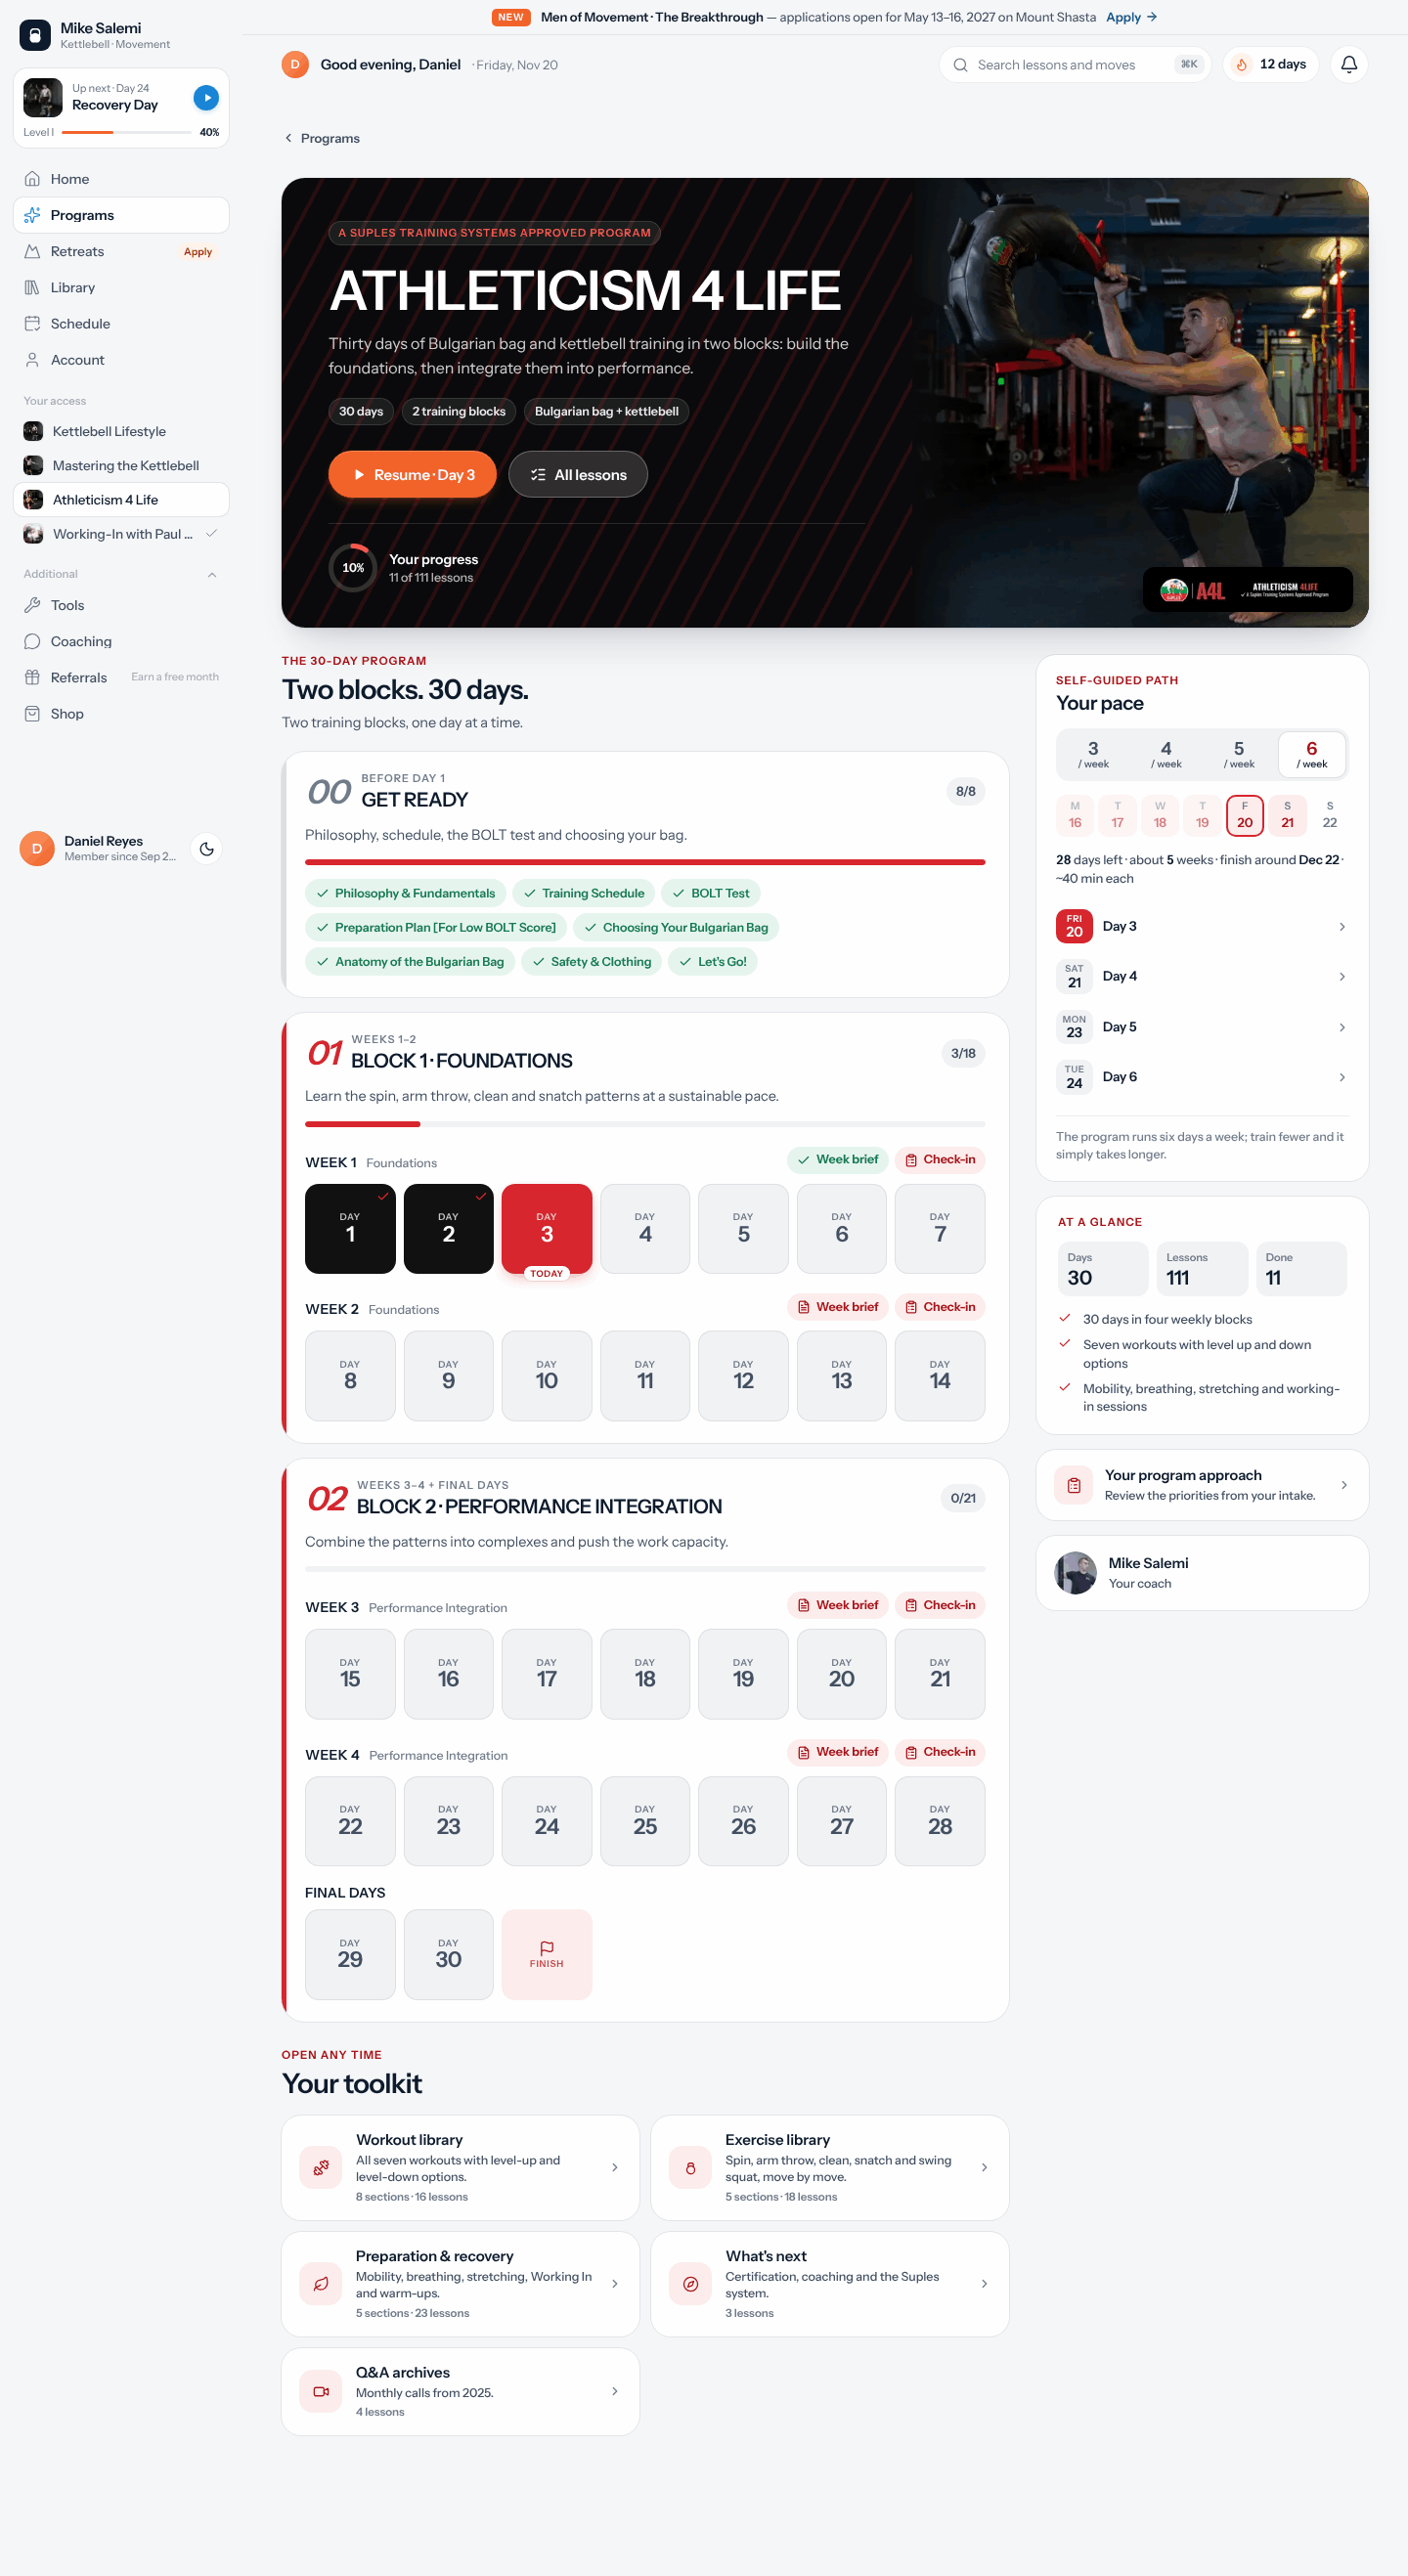 Mike Salemi
Kettlebell · Movement
Up next · Day 24
Recovery Day
Level I
40%
Home
Programs
Retreats
Apply
Library
Schedule
Account
Your access
Kettlebell Lifestyle
Mastering the Kettlebell
Athleticism 4 Life
Working-In with Paul ...
Additional
Tools
Coaching
Referrals
Earn a free month
Shop
Daniel Reyes
Member since Sep 2...
NEW Men of Movement · The Breakthrough — applications open for May 13–16, 2027 on Mount Shasta Apply →
D Good evening, Daniel · Friday, Nov 20
Search lessons and moves ⌘K
12 days
Programs
A SUPLES TRAINING SYSTEMS APPROVED PROGRAM
ATHLETICISM 4 LIFE
Thirty days of Bulgarian bag and kettlebell training in two blocks: build the
foundations, then integrate them into performance.
30 days
2 training blocks
Bulgarian bag + kettlebell
Resume · Day 3
All lessons
10%
Your progress
11 of 111 lessons
A4L
ATHLETICISM 4LIFE
A Suples Training Systems Approved Program
THE 30-DAY PROGRAM
Two blocks. 30 days.
Two training blocks, one day at a time.
00
BEFORE DAY 1
GET READY
8/8
Philosophy, schedule, the BOLT test and choosing your bag.
Philosophy & Fundamentals
Training Schedule
BOLT Test
Preparation Plan [For Low BOLT Score]
Choosing Your Bulgarian Bag
Anatomy of the Bulgarian Bag
Safety & Clothing
Let's Go!
01
WEEKS 1–2
BLOCK 1 · FOUNDATIONS
3/18
Learn the spin, arm throw, clean and snatch patterns at a sustainable pace.
WEEK 1 Foundations
Week brief
Check-in
DAY 1
DAY 2
DAY 3
TODAY
DAY 4
DAY 5
DAY 6
DAY 7
WEEK 2 Foundations
Week brief
Check-in
DAY 8
DAY 9
DAY 10
DAY 11
DAY 12
DAY 13
DAY 14
02
WEEKS 3–4 + FINAL DAYS
BLOCK 2 · PERFORMANCE INTEGRATION
0/21
Combine the patterns into complexes and push the work capacity.
WEEK 3 Performance Integration
Week brief
Check-in
DAY 15
DAY 16
DAY 17
DAY 18
DAY 19
DAY 20
DAY 21
WEEK 4 Performance Integration
Week brief
Check-in
DAY 22
DAY 23
DAY 24
DAY 25
DAY 26
DAY 27
DAY 28
FINAL DAYS
DAY 29
DAY 30
FINISH
OPEN ANY TIME
Your toolkit
Workout library
All seven workouts with level-up and
level-down options.
8 sections · 16 lessons
Exercise library
Spin, arm throw, clean, snatch and swing
squat, move by move.
5 sections · 18 lessons
Preparation & recovery
Mobility, breathing, stretching, Working In
and warm-ups.
5 sections · 23 lessons
What's next
Certification, coaching and the Suples
system.
3 lessons
Q&A archives
Monthly calls from 2025.
4 lessons
SELF-GUIDED PATH
Your pace
3 / week
4 / week
5 / week
6 / week
M 16
T 17
W 18
T 19
F 20
S 21
S 22
28 days left · about 5 weeks · finish around Dec 22 ·
~40 min each
FRI 20 Day 3
SAT 21 Day 4
MON 23 Day 5
TUE 24 Day 6
The program runs six days a week; train fewer and it
simply takes longer.
AT A GLANCE
Days 30
Lessons 111
Done 11
30 days in four weekly blocks
Seven workouts with level up and down
options
Mobility, breathing, stretching and working-
in sessions
Your program approach
Review the priorities from your intake.
Mike Salemi
Your coach